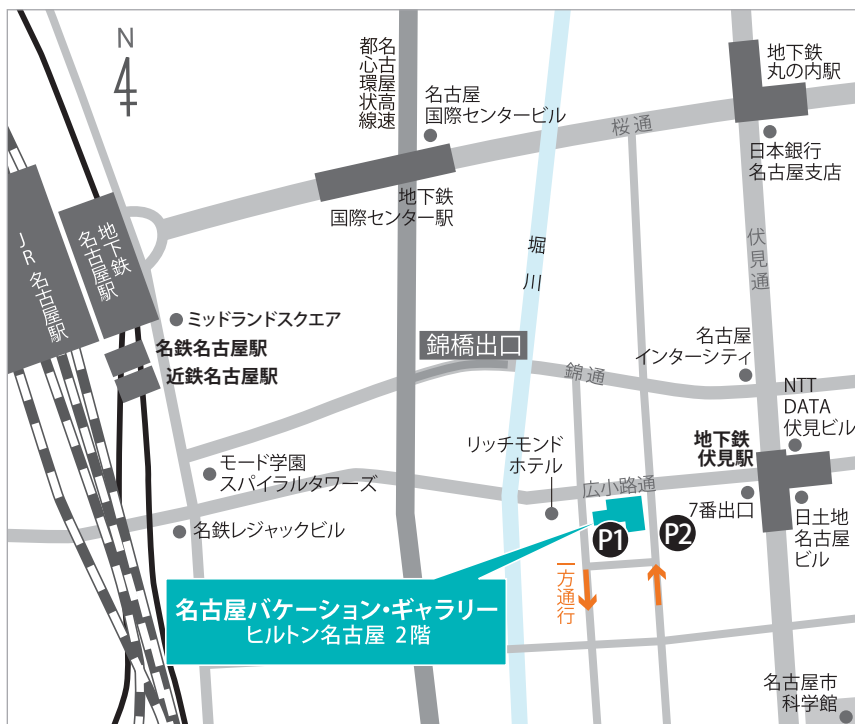 N
名古屋高速
都心環状線
名古屋
国際センタービル
地下鉄
丸の内駅
桜通
日本銀行
名古屋支店
地下鉄
国際センター駅
JR 名古屋駅
地下鉄
名古屋駅
堀川
伏見通
ミッドランドスクエア
名鉄名古屋駅
近鉄名古屋駅
錦橋出口
錦通
名古屋
インターシティ
NTT
DATA
伏見ビル
地下鉄
伏見駅
リッチモンド
ホテル
モード学園
スパイラルタワーズ
広小路通
7番出口
日土地
名古屋
ビル
名鉄レジャックビル
P1
P2
一方通行
名古屋バケーション・ギャラリー
ヒルトン名古屋 2階
名古屋市
科学館